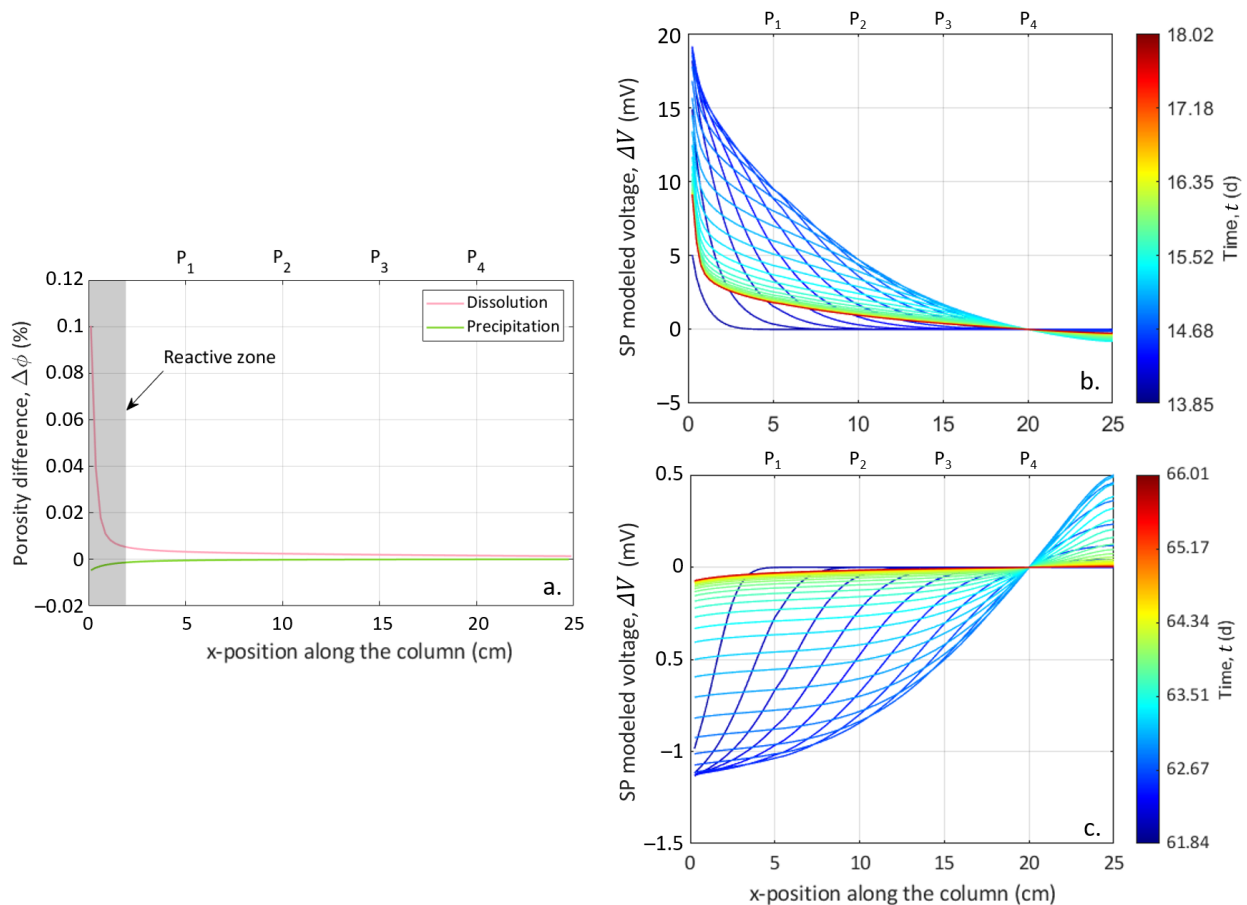 P1 P2 P3 P4
0.12
0.1
0.08
0.06
0.04
0.02
0
−0.02
Porosity difference, Δϕ (%)
Dissolution
Precipitation
Reactive zone
a.
0 5 10 15 20 25
x-position along the column (cm)
P1 P2 P3 P4
20
15
10
5
0
−5
SP modeled voltage, ΔV (mV)
b.
0 5 10 15 20 25
18.02
17.18
16.35
15.52
14.68
13.85
Time, t (d)
P1 P2 P3 P4
0.5
0
0.5
−1
−1.5
SP modeled voltage, ΔV (mV)
c.
0 5 10 15 20 25
x-position along the column (cm)
66.01
65.17
64.34
63.51
62.67
61.84
Time, t (d)